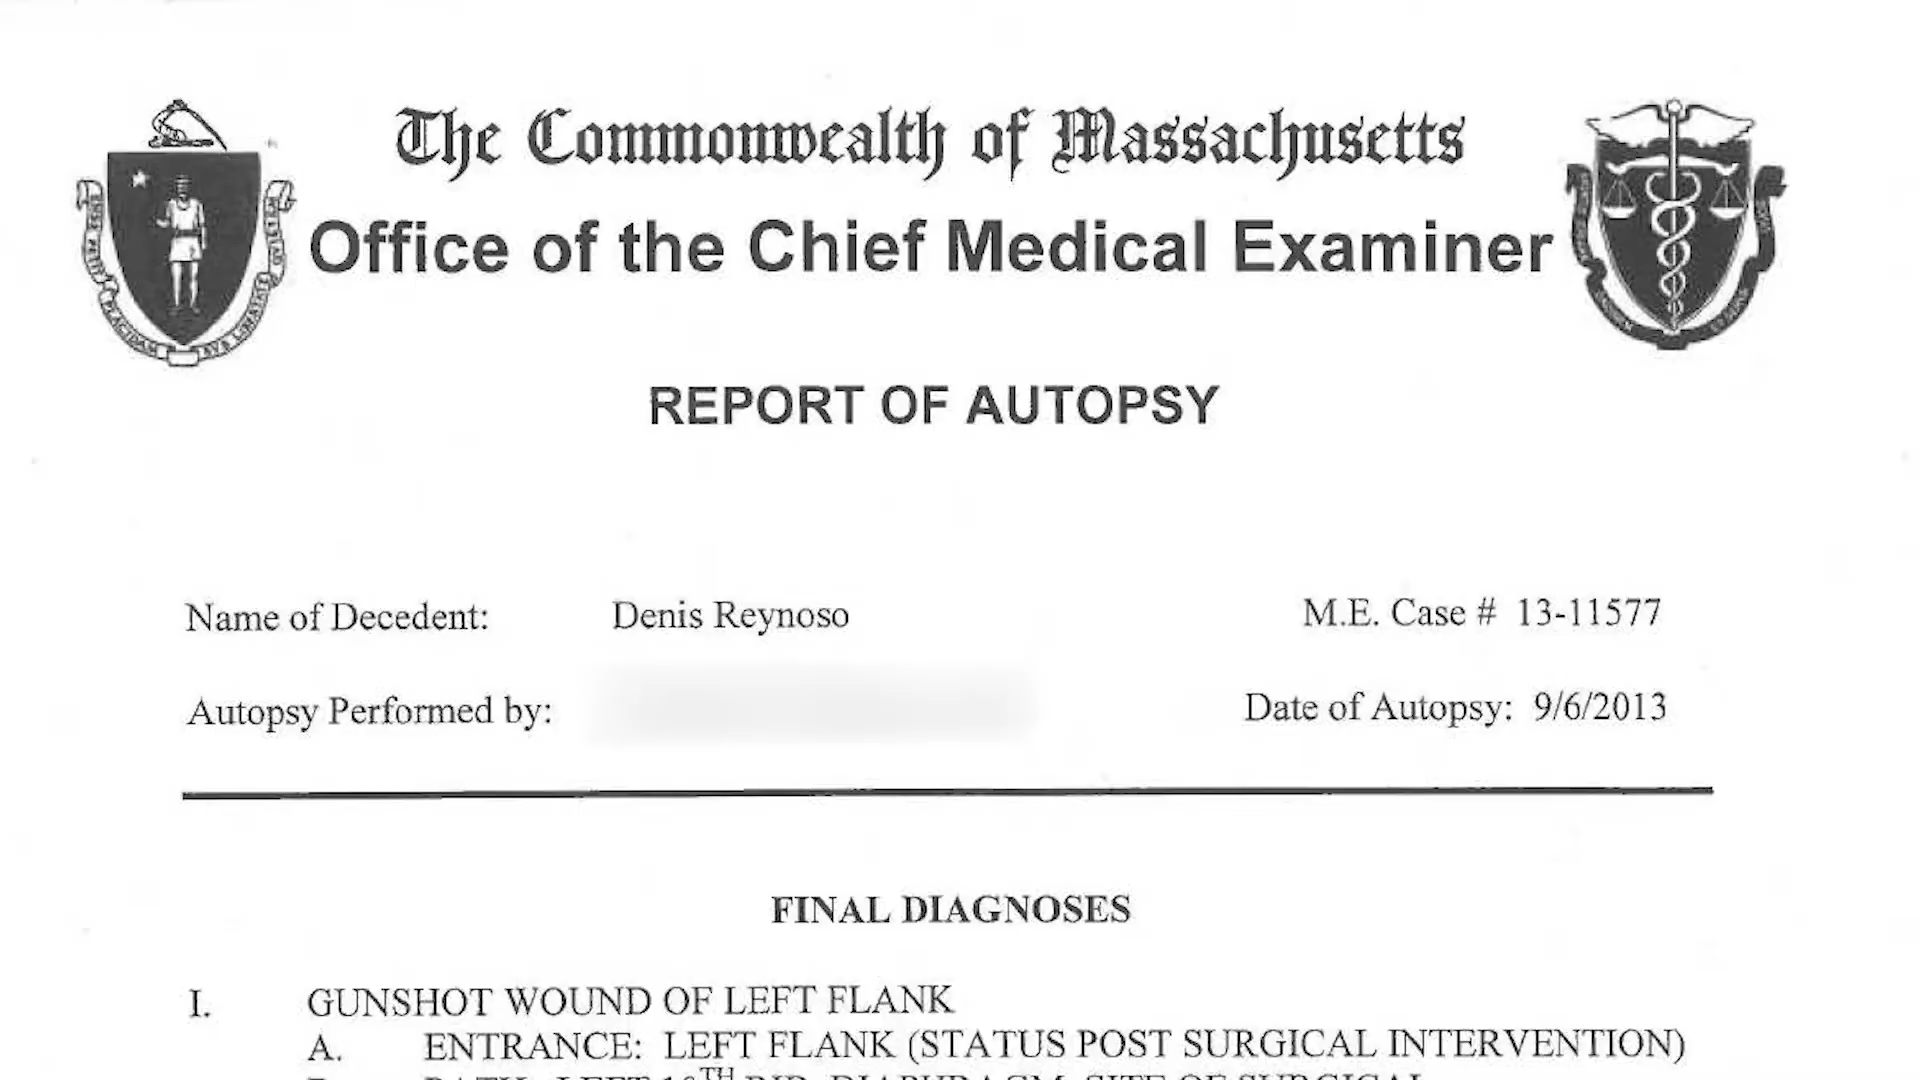 The Commonwealth of Massachusetts
Office of the Chief Medical Examiner
REPORT OF AUTOPSY
Name of Decedent: Denis Reynoso M.E. Case # 13-11577
Autopsy Performed by: Date of Autopsy: 9/6/2013
FINAL DIAGNOSES
I. GUNSHOT WOUND OF LEFT FLANK
A. ENTRANCE: LEFT FLANK (STATUS POST SURGICAL INTERVENTION)